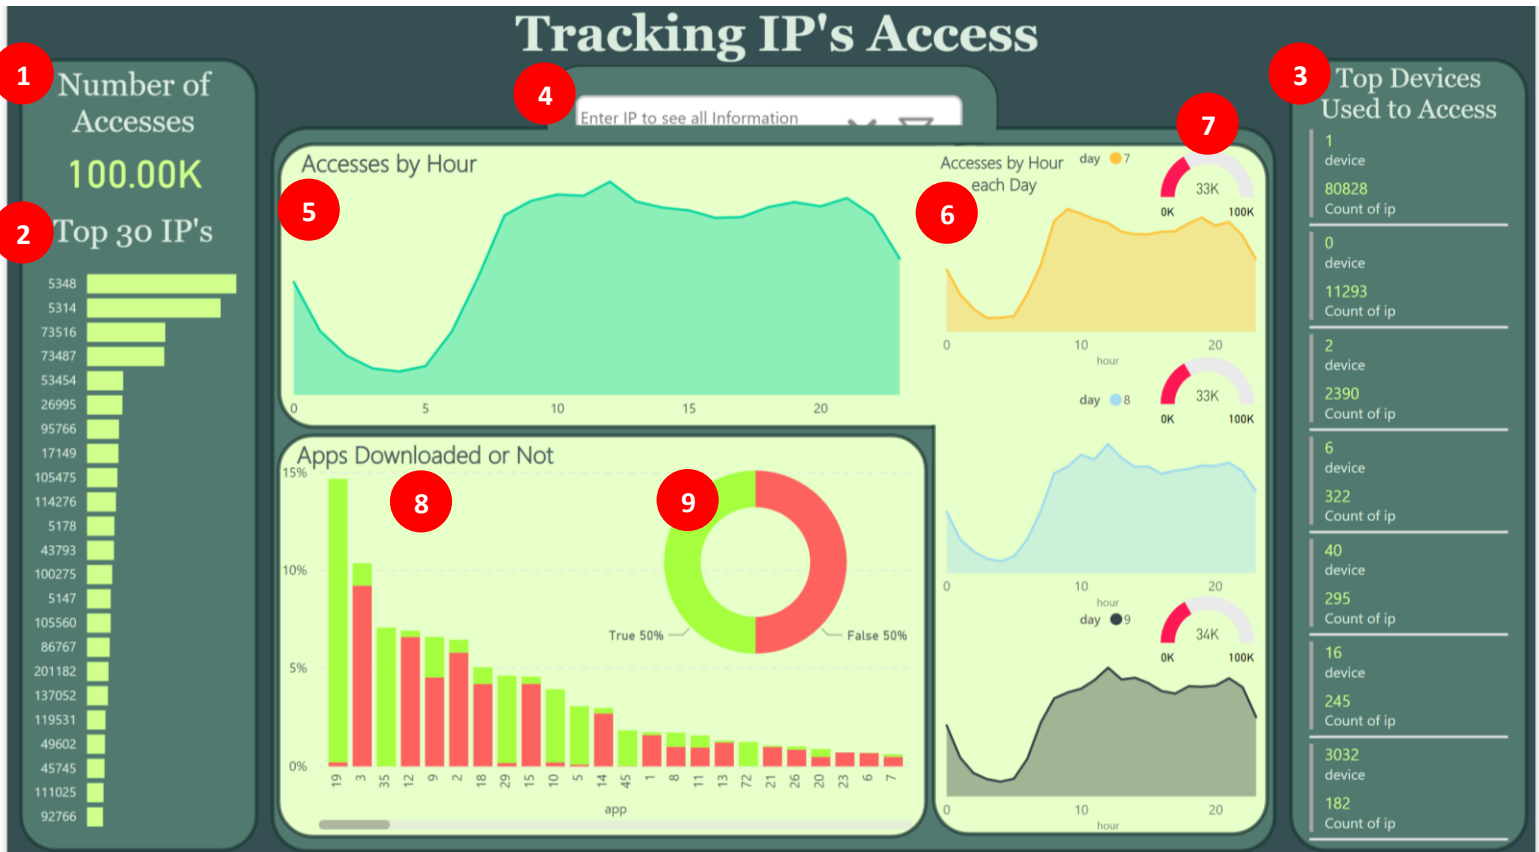 Tracking IP's Access
1
Number of
Accesses
100.00K
2
Top 30 IP's
5348
5314
73516
73487
53454
26995
95766
17149
105475
114276
5178
43793
100275
5147
105560
86767
201182
137052
119531
49602
45745
111025
92766
4
Enter IP to see all Information
5
Accesses by Hour
0
5
10
15
20
6
Accesses by Hour
each Day
7
day 7
33K
0K 100K
0 10 20
hour
day 8
33K
0K 100K
0 10 20
hour
day 9
34K
0K 100K
0 10 20
hour
Apps Downloaded or Not
8
15%
10%
5%
0%
19
3
35
12
9
2
18
29
15
10
5
14
45
1
8
11
13
72
21
26
20
23
6
7
app
9
True 50%
False 50%
3
Top Devices
Used to Access
1
device
80828
Count of ip
0
device
11293
Count of ip
2
device
2390
Count of ip
6
device
322
Count of ip
40
device
295
Count of ip
16
device
245
Count of ip
3032
device
182
Count of ip